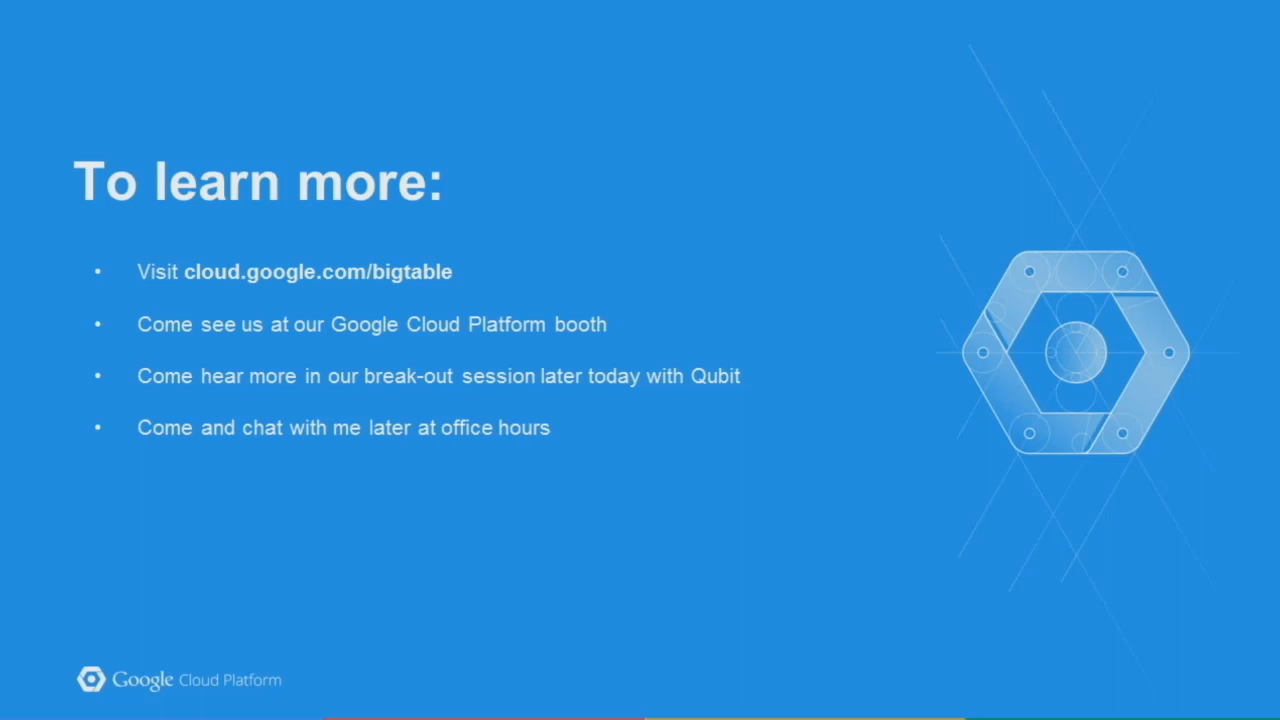 To learn more:
• Visit cloud.google.com/bigtable
• Come see us at our Google Cloud Platform booth
• Come hear more in our break-out session later today with Qubit
• Come and chat with me later at office hours
Google Cloud Platform